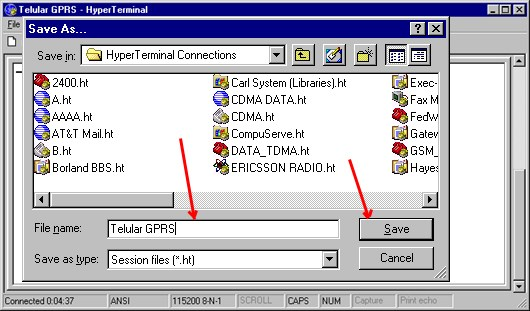 Telular GPRS - HyperTerminal
File
Save As...
Save in: HyperTerminal Connections
2400.ht
A.ht
AAAA.ht
AT&T Mail.ht
B.ht
Borland BBS.ht
Carl System (Libraries).ht
CDMA DATA.ht
CDMA.ht
CompuServe.ht
DATA_TDMA.ht
ERICSSON RADIO.ht
Exec-
Fax M
FedW
Gatew
GSM_
Hayes
File name: Telular GPRS Save
Save as type: Session files (*.ht) Cancel
Connected 0:04:37 ANSI 115200 8-N-1 SCROLL CAPS NUM Capture Print echo